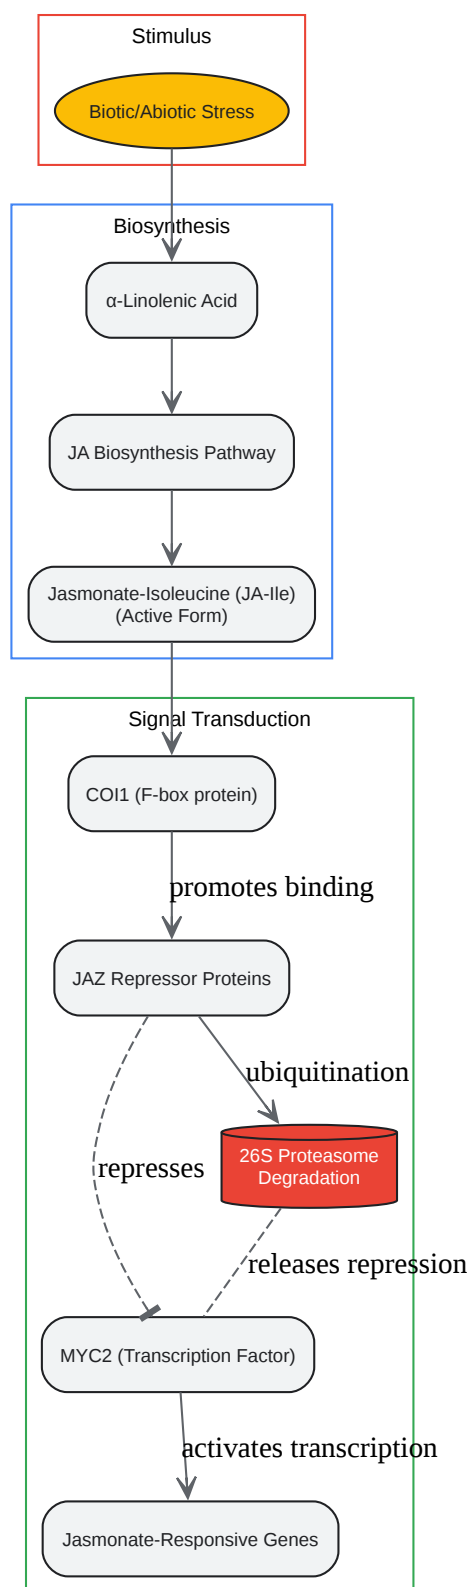 Stimulus
Biotic/Abiotic Stress
Biosynthesis
α-Linolenic Acid
JA Biosynthesis Pathway
Jasmonate-Isoleucine (JA-Ile)
(Active Form)
Signal Transduction
COI1 (F-box protein)
promotes binding
JAZ Repressor Proteins
ubiquitination
26S Proteasome
Degradation
represses
releases repression
MYC2 (Transcription Factor)
activates transcription
Jasmonate-Responsive Genes